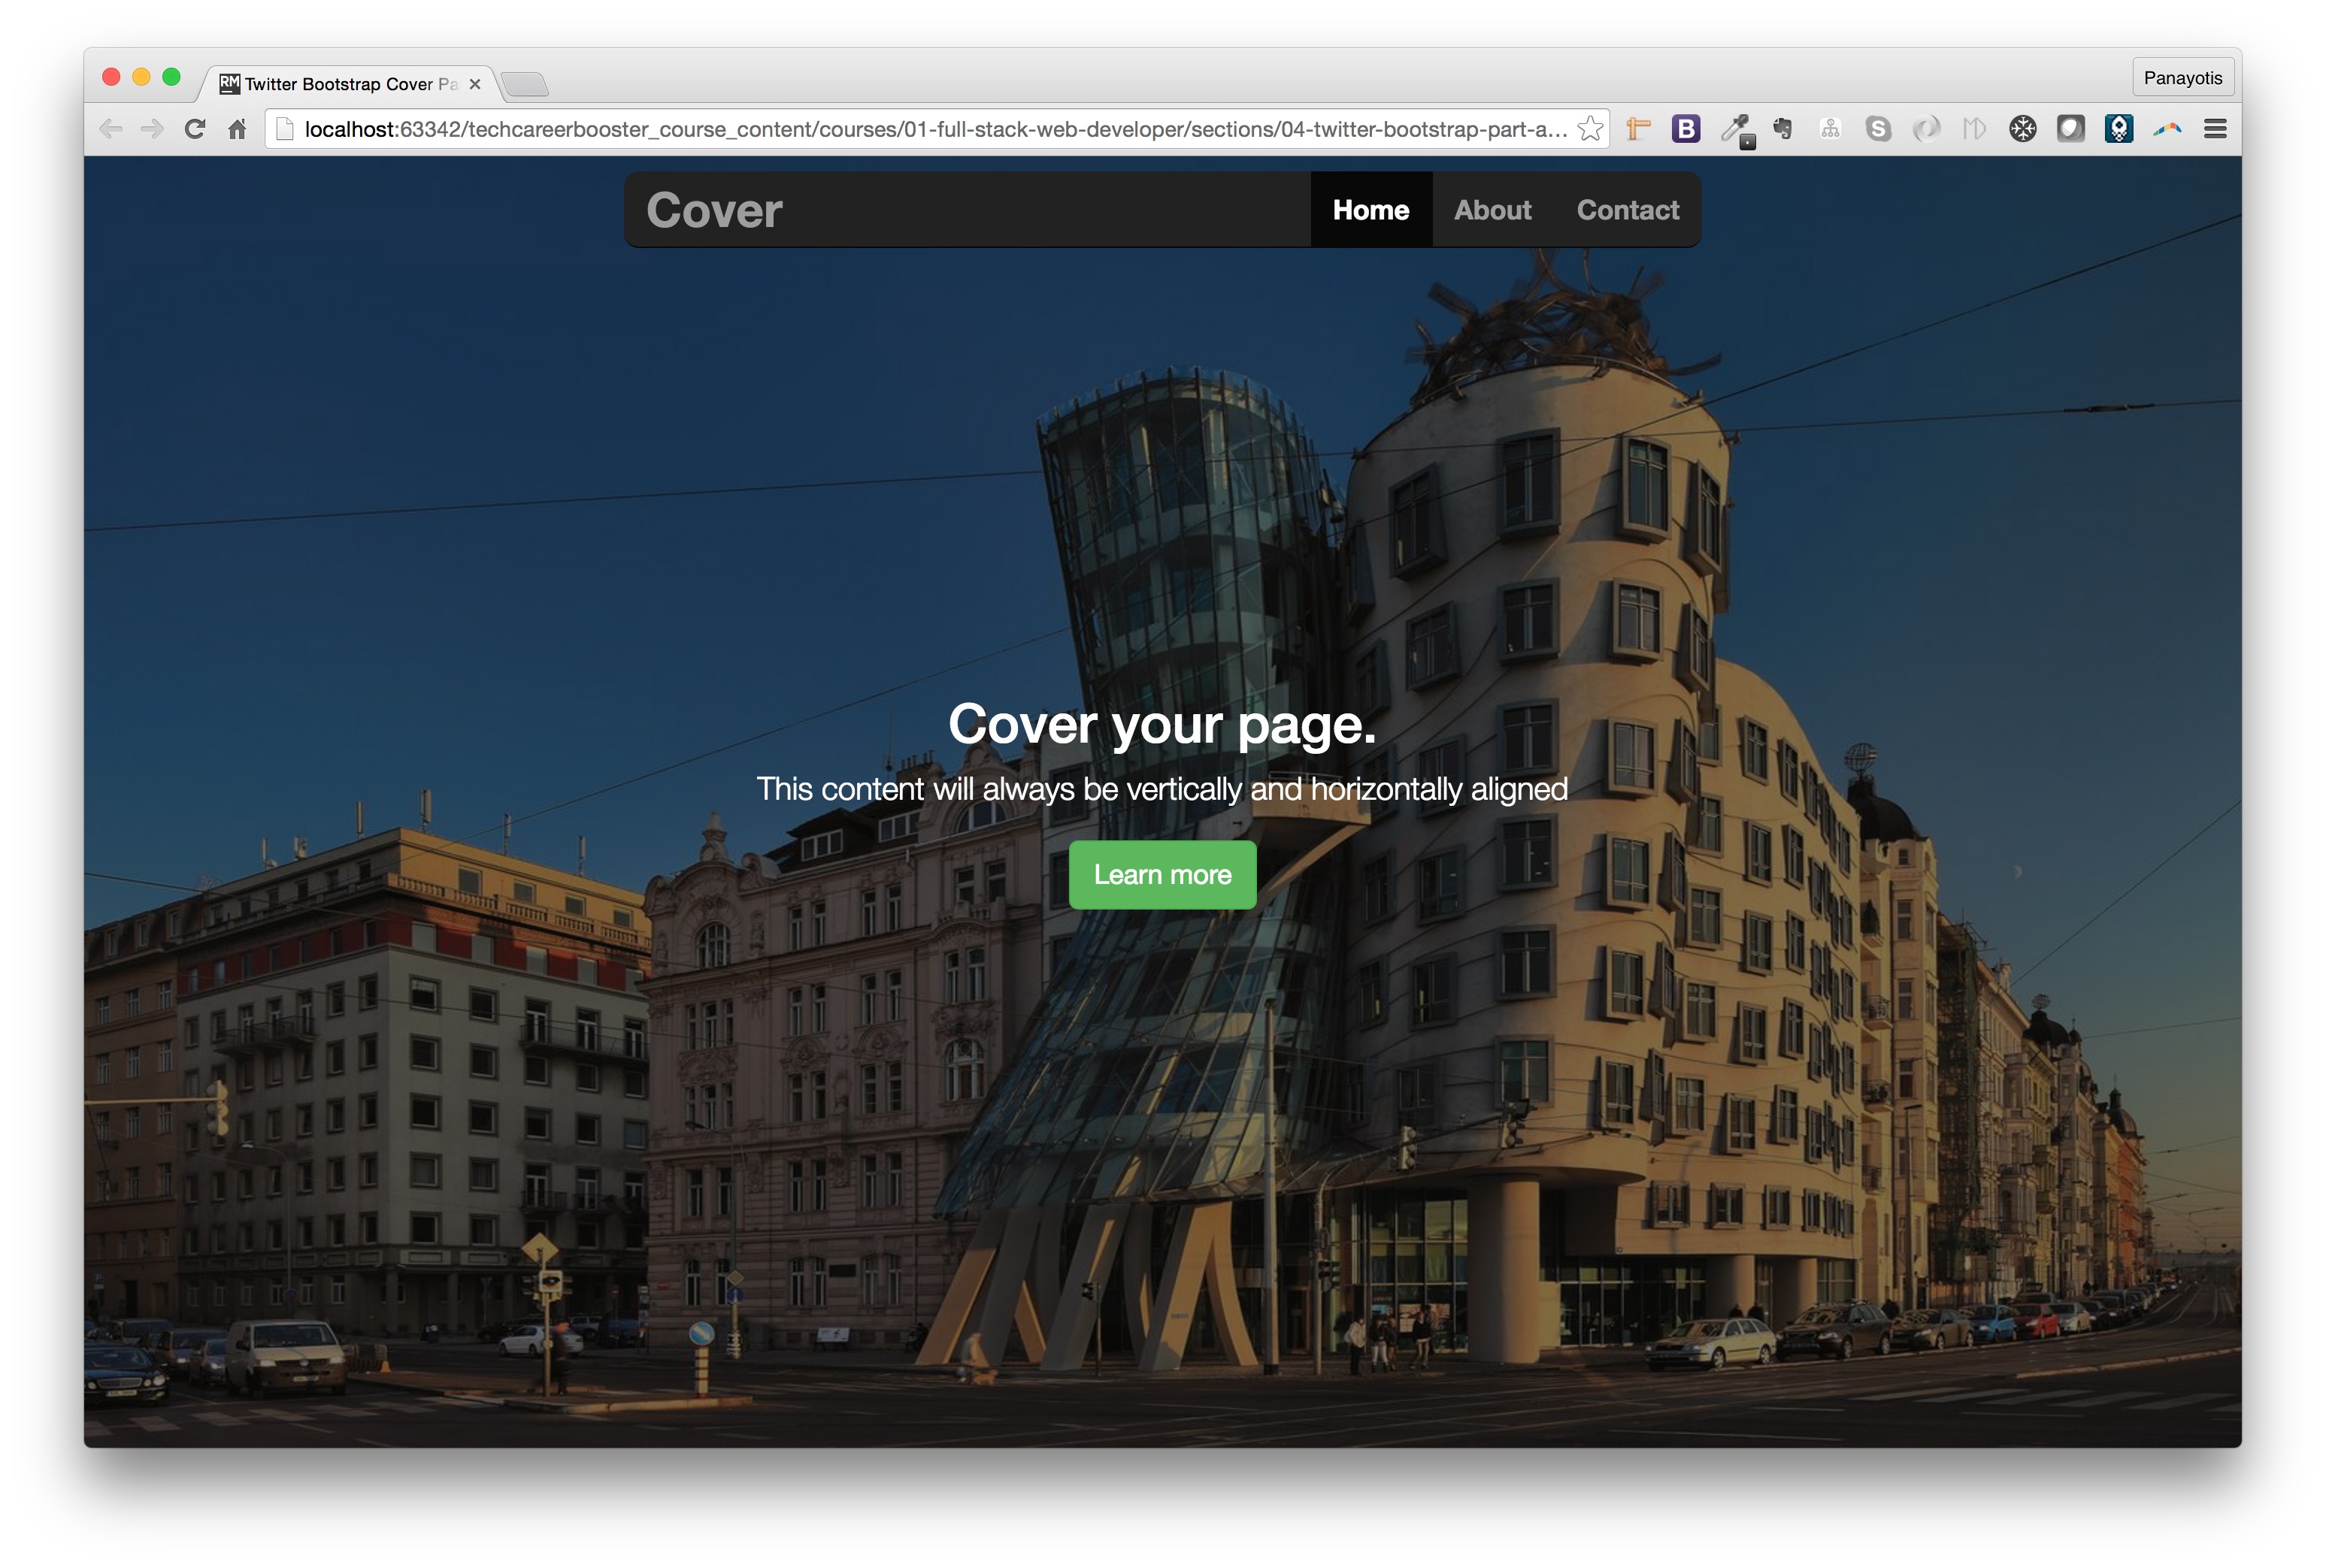 Twitter Bootstrap Cover Pa
Panayotis
localhost:63342/techcareerbooster_course_content/courses/01-full-stack-web-developer/sections/04-twitter-bootstrap-part-a...
Cover
Home
About
Contact
Cover your page.
This content will always be vertically and horizontally aligned
Learn more